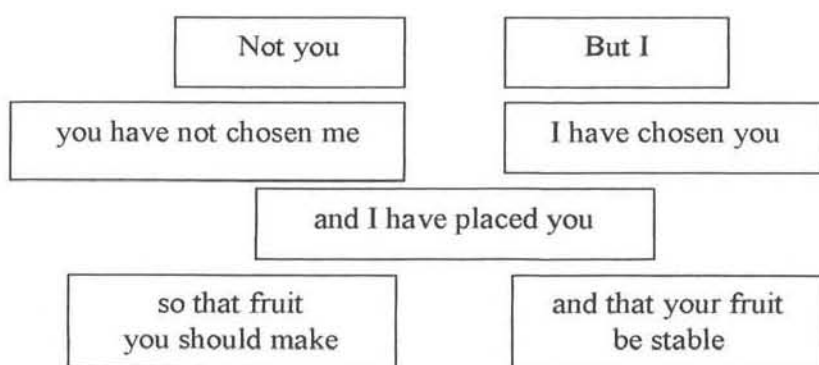 Not you
But I
you have not chosen me
I have chosen you
and I have placed you
so that fruit
you should make
and that your fruit
be stable